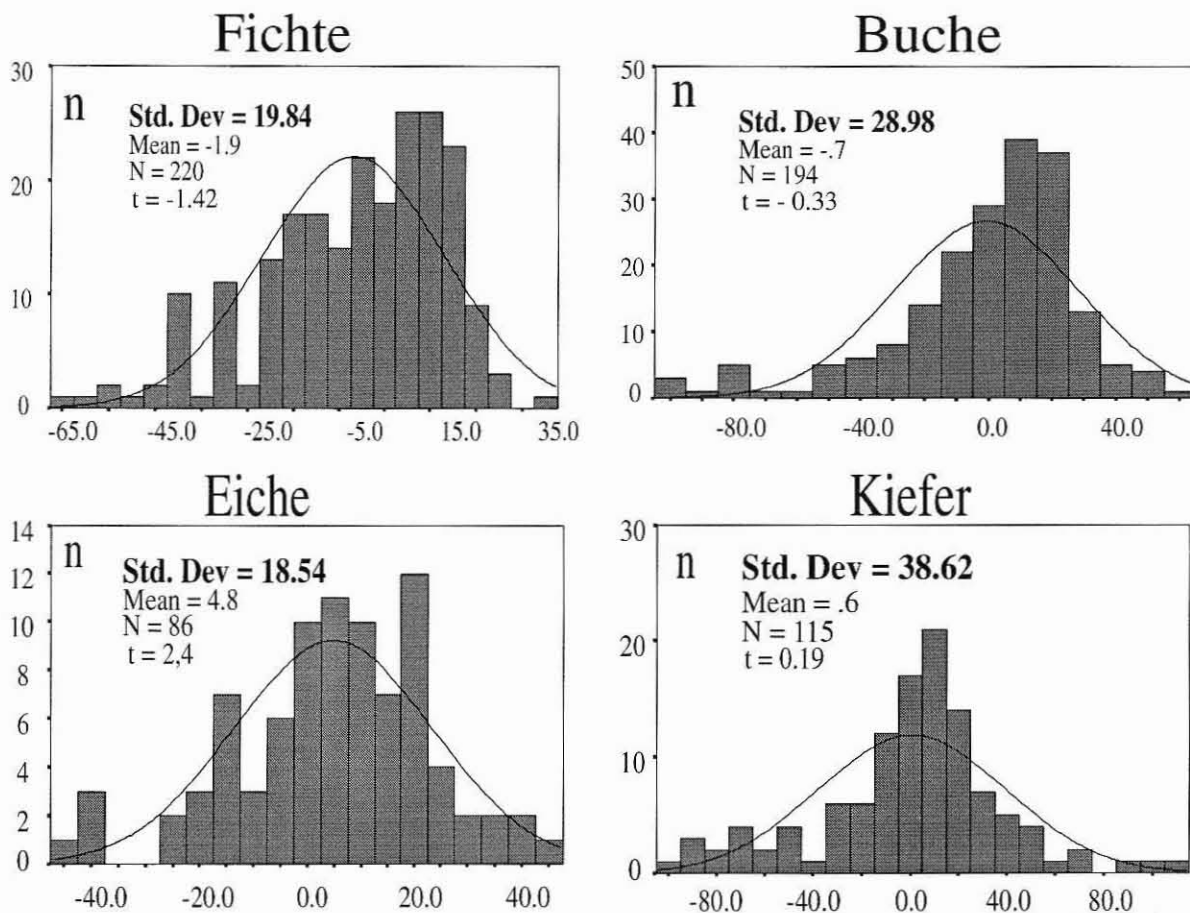 Fichte
30
n
Std. Dev = 19.84
Mean = -1.9
N = 220
t = -1.42
20
10
0
-65.0 -45.0 -25.0 -5.0 15.0 35.0
Buche
50
n
Std. Dev = 28.98
Mean = -.7
N = 194
t = - 0.33
40
30
20
10
0
-80.0 -40.0 0.0 40.0
Eiche
14
n
Std. Dev = 18.54
Mean = 4.8
N = 86
t = 2,4
12
10
8
6
4
2
0
-40.0 -20.0 0.0 20.0 40.0
Kiefer
30
n
Std. Dev = 38.62
Mean = .6
N = 115
t = 0.19
20
10
0
-80.0 -40.0 0.0 40.0 80.0